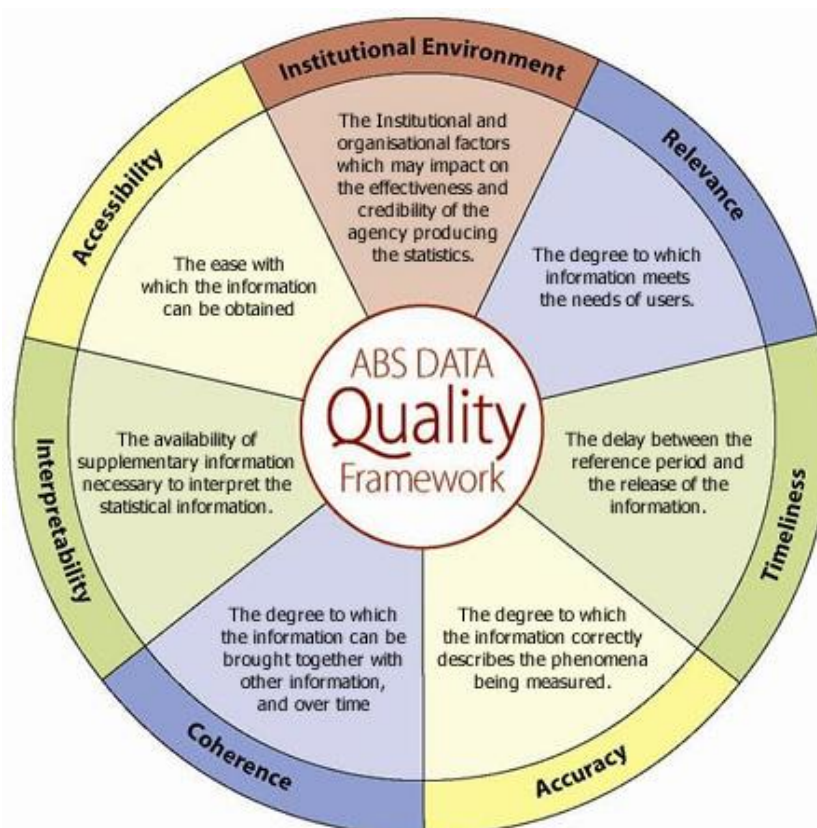 Institutional Environment
The Institutional and
organisational factors
which may impact on
the effectiveness and
credibility of the
agency producing
the statistics.
Relevance
The degree to which
information meets
the needs of users.
Timeliness
The delay between the
reference period and
the release of the
information.
Accuracy
The degree to which
the information correctly
describes the phenomena
being measured.
Coherence
The degree to which
the information can be
brought together with
other information,
and over time
Interpretability
The availability of
supplementary information
necessary to interpret the
statistical information.
Accessibility
The ease with
which the information
can be obtained
ABS DATA
Quality
Framework